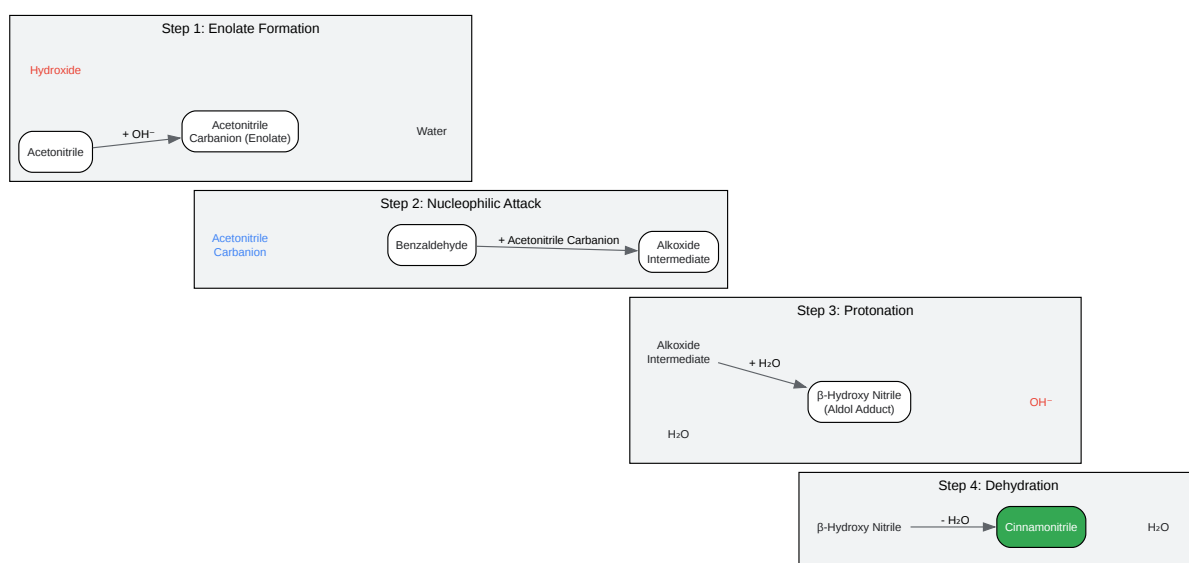 Step 1: Enolate Formation
Hydroxide
Acetonitrile
+ OH⁻
Acetonitrile
Carbanion (Enolate)
Water
Step 2: Nucleophilic Attack
Acetonitrile
Carbanion
Benzaldehyde
+ Acetonitrile Carbanion
Alkoxide
Intermediate
Step 3: Protonation
Alkoxide
Intermediate
+ H₂O
H₂O
β-Hydroxy Nitrile
(Aldol Adduct)
OH⁻
Step 4: Dehydration
β-Hydroxy Nitrile
- H₂O
Cinnamonitrile
H₂O